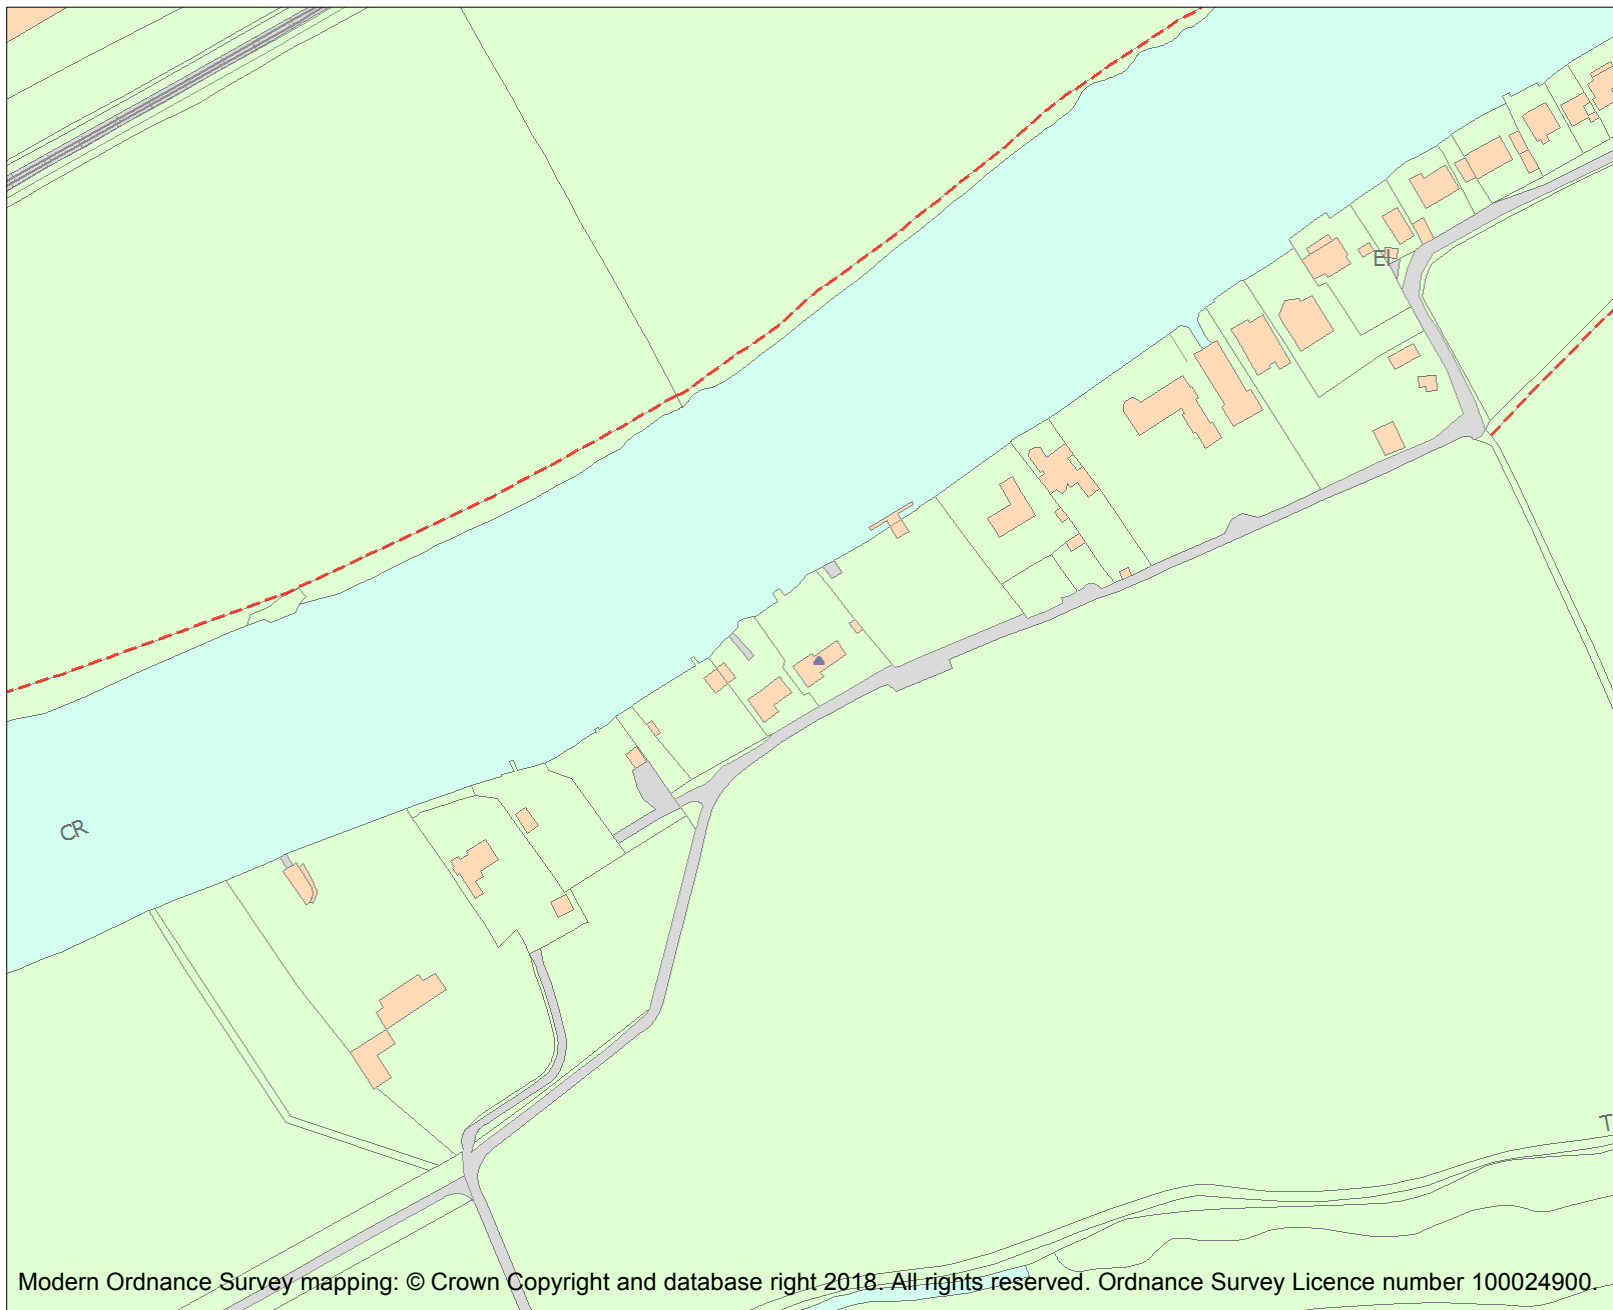 El
CR
T
Modern Ordnance Survey mapping: © Crown Copyright and database right 2018. All rights reserved. Ordnance Survey Licence number 100024900.